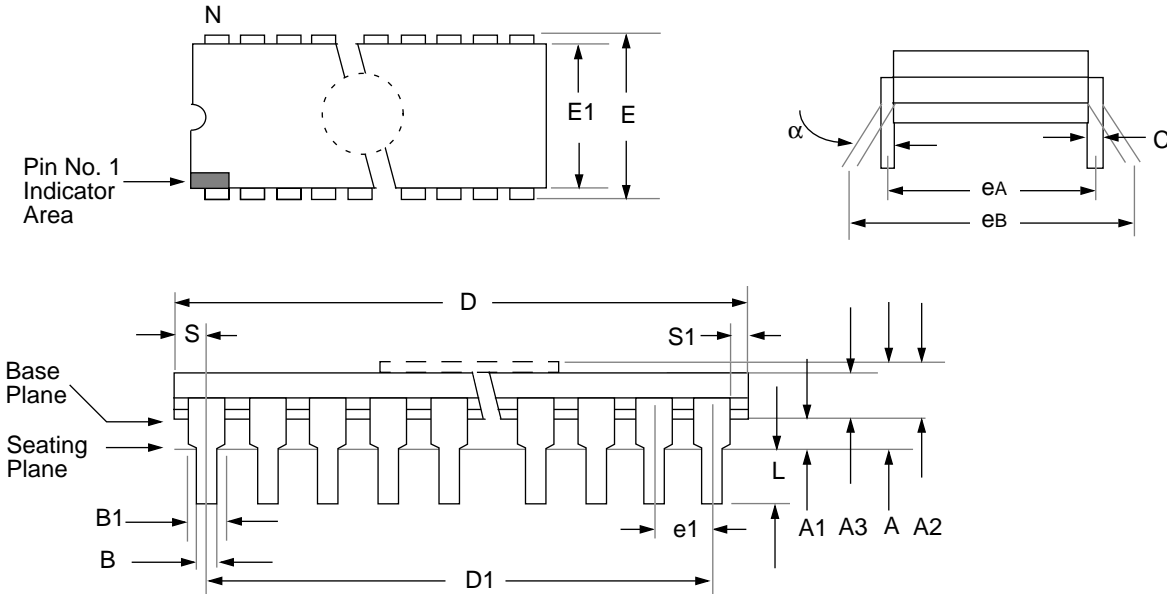 N
E1
E
Pin No. 1
Indicator
Area
α
C
eA
eB
D
S
S1
Base
Plane
Seating
Plane
L
B1
e1
A1
A3
A
A2
B
D1